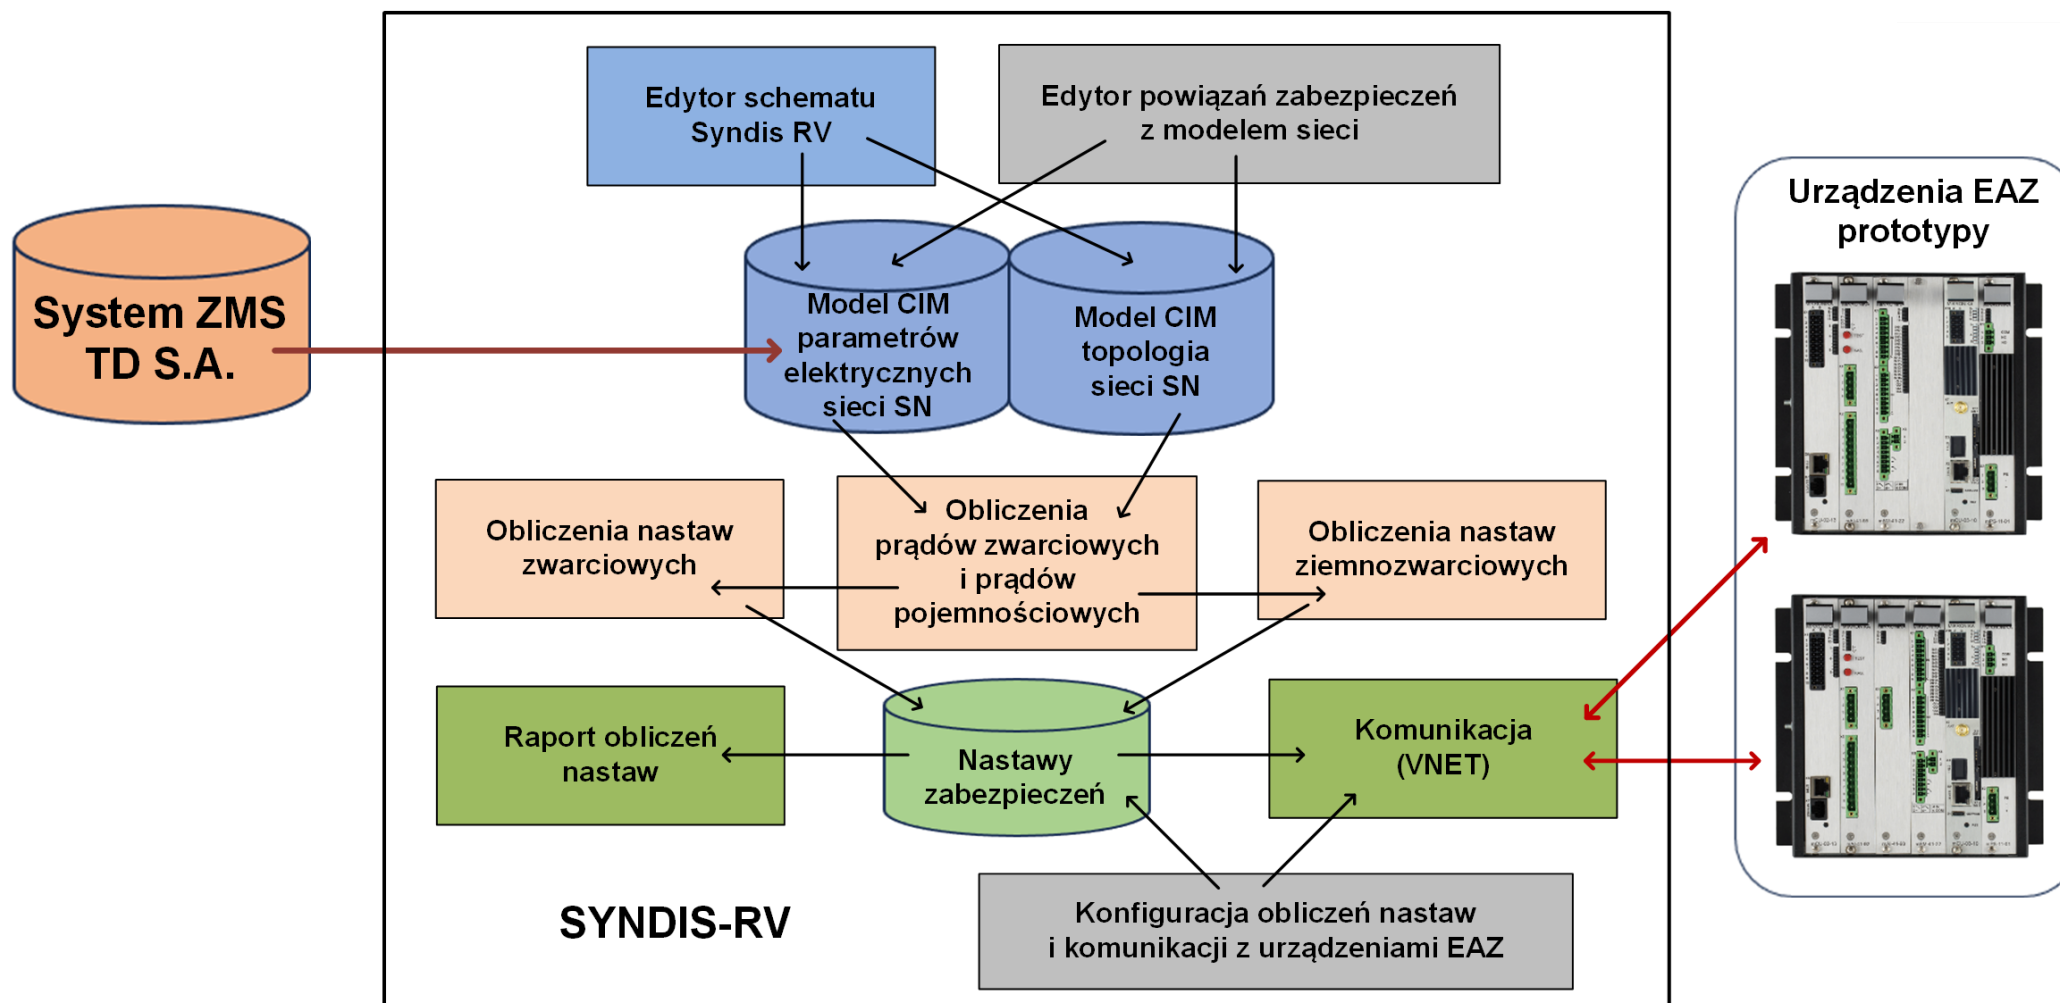 Edytor schematu
Syndis RV
Edytor powiązań zabezpieczeń
z modelem sieci
Urządzenia EAZ
prototypy
System ZMS
TD S.A.
Model CIM
parametrów
elektrycznych
sieci SN
Model CIM
topologia
sieci SN
Obliczenia nastaw
zwarciowych
Obliczenia
prądów zwarciowych
i prądów
pojemnościowych
Obliczenia nastaw
ziemnozwarciowych
Raport obliczeń
nastaw
Nastawy
zabezpieczeń
Komunikacja
(VNET)
SYNDIS-RV
Konfiguracja obliczeń nastaw
i komunikacji z urządzeniami EAZ